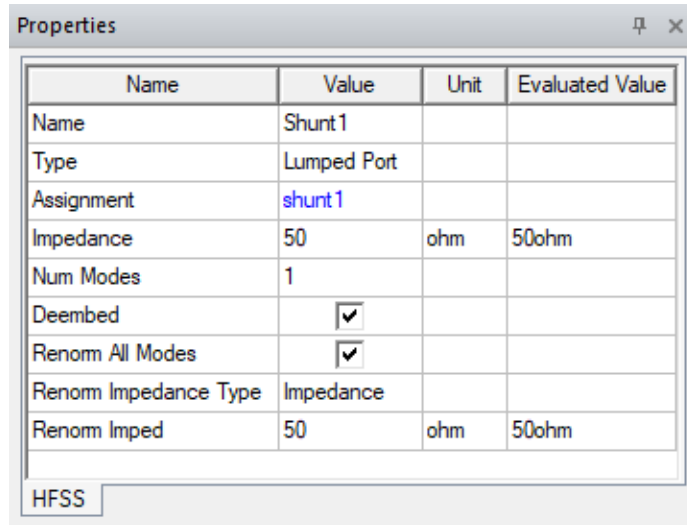 Properties
Name Value Unit Evaluated Value
Name Shunt1
Type Lumped Port
Assignment shunt1
Impedance 50 ohm 50ohm
Num Modes 1
Deembed
Renorm All Modes
Renorm Impedance Type Impedance
Renorm Imped 50 ohm 50ohm
HFSS